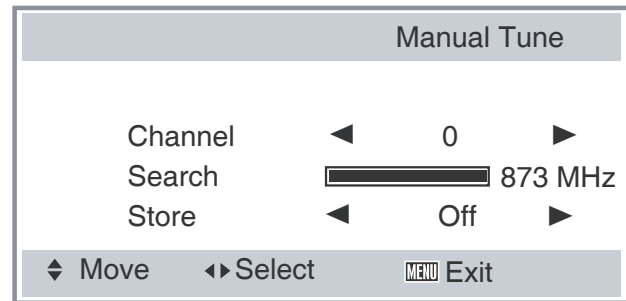 Manual Tune
Channel 0
Search 873 MHz
Store Off
Move Select MENU Exit